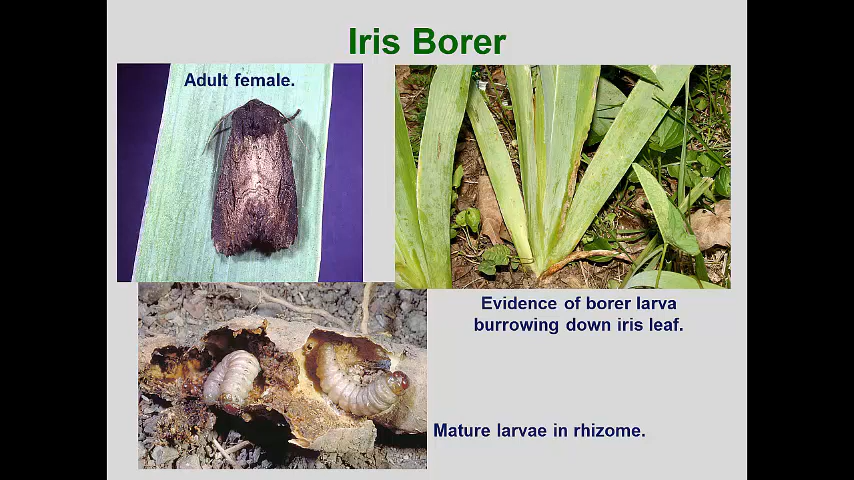 Iris Borer
Adult female.
Evidence of borer larva
burrowing down iris leaf.
Mature larvae in rhizome.